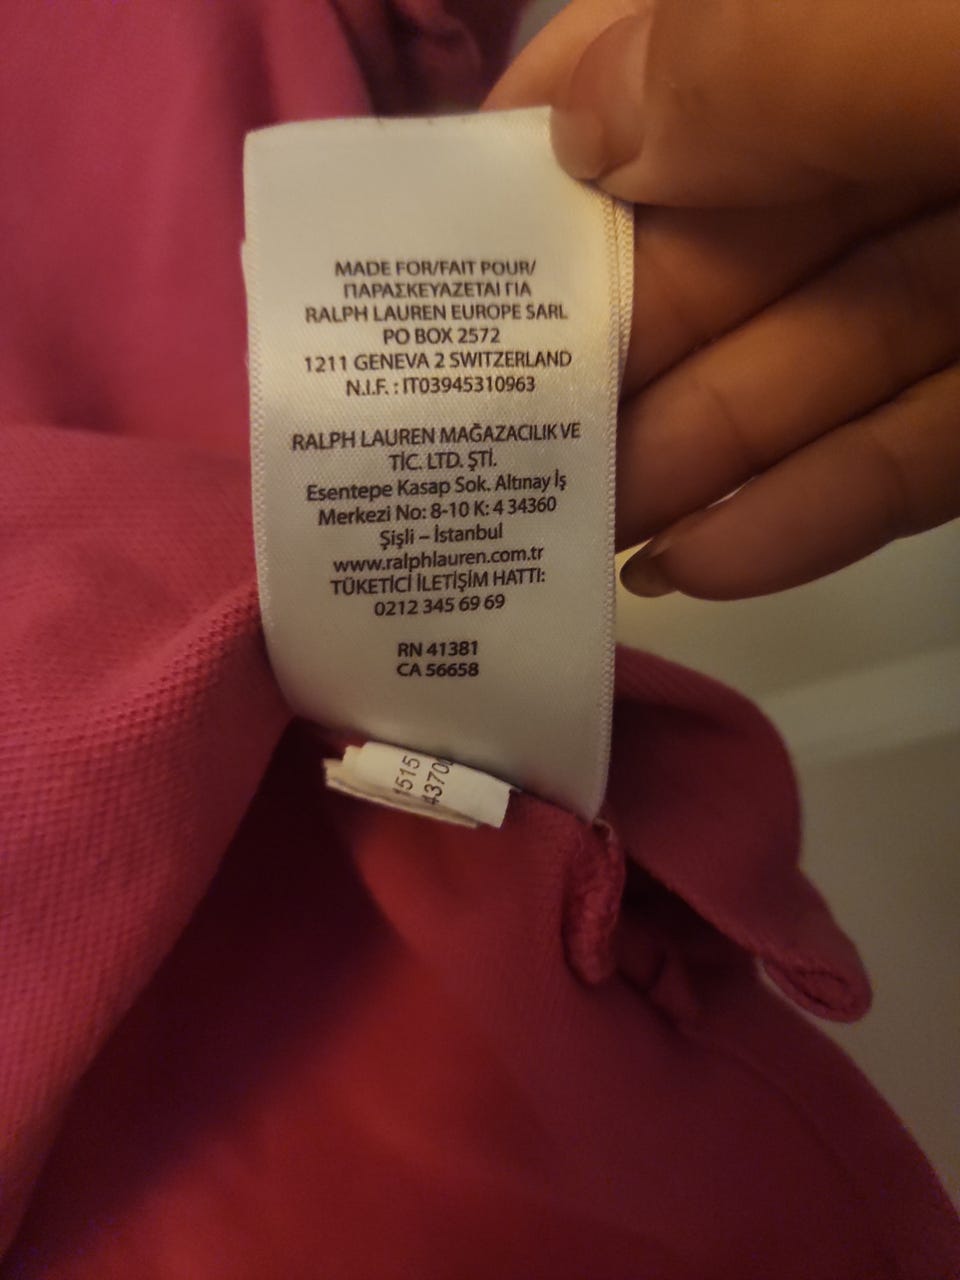 MADE FOR/FAIT POUR/
ΠΑΡΑΣΚΕΥΑΖΕΤΑΙ ΓΙΑ
RALPH LAUREN EUROPE SARL
PO BOX 2572
1211 GENEVA 2 SWITZERLAND
N.I.F. : IT03945310963
RALPH LAUREN MAĞAZACILIK VE
TİC. LTD. ŞTİ.
Esentepe Kasap Sok. Altınay İş
Merkezi No: 8-10 K: 4 34360
Şişli – İstanbul
www.ralphlauren.com.tr
TÜKETİCİ İLETİŞİM HATTI:
0212 345 69 69
RN 41381
CA 56658
1515
4370